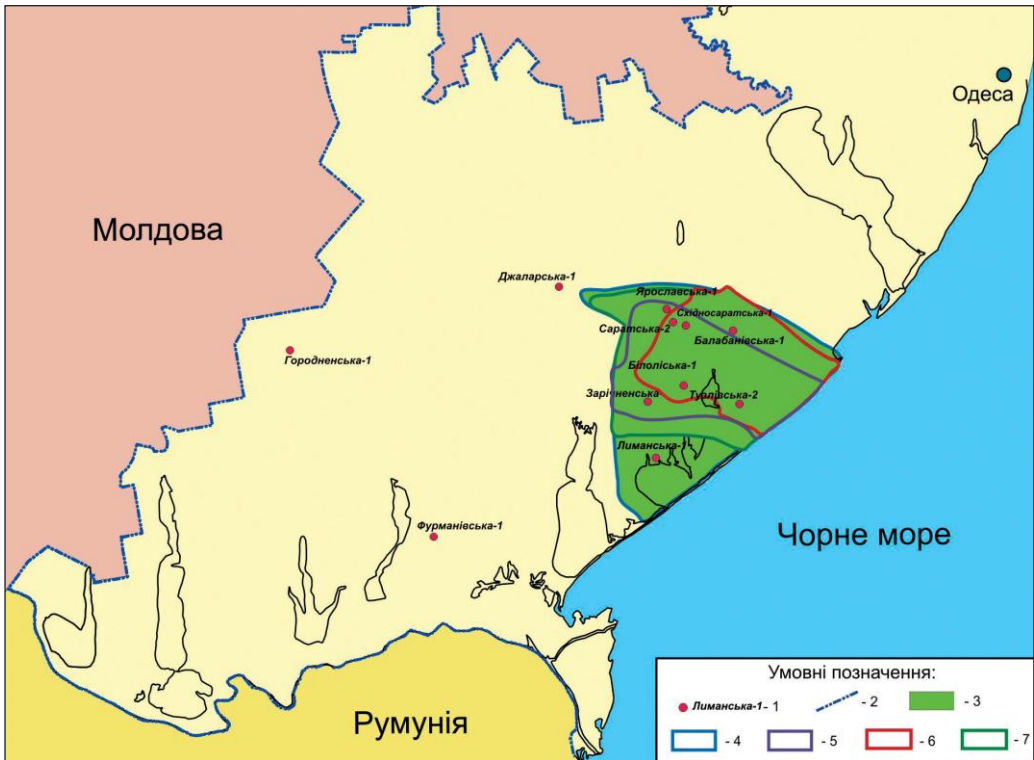 Одеса
Молдова
Джаларська-1
Ярославська-1
Східносаратська-1
Саратська-2
Балабанівська-1
Городненська-1
Білоліська-1
Зарічненська
Тузлівська-2
Лиманська-1
Фурманівська-1
Чорне море
Румунія
Умовні позначення:
Лиманська-1 - 1
- 2
- 3
- 4
- 5
- 6
- 7